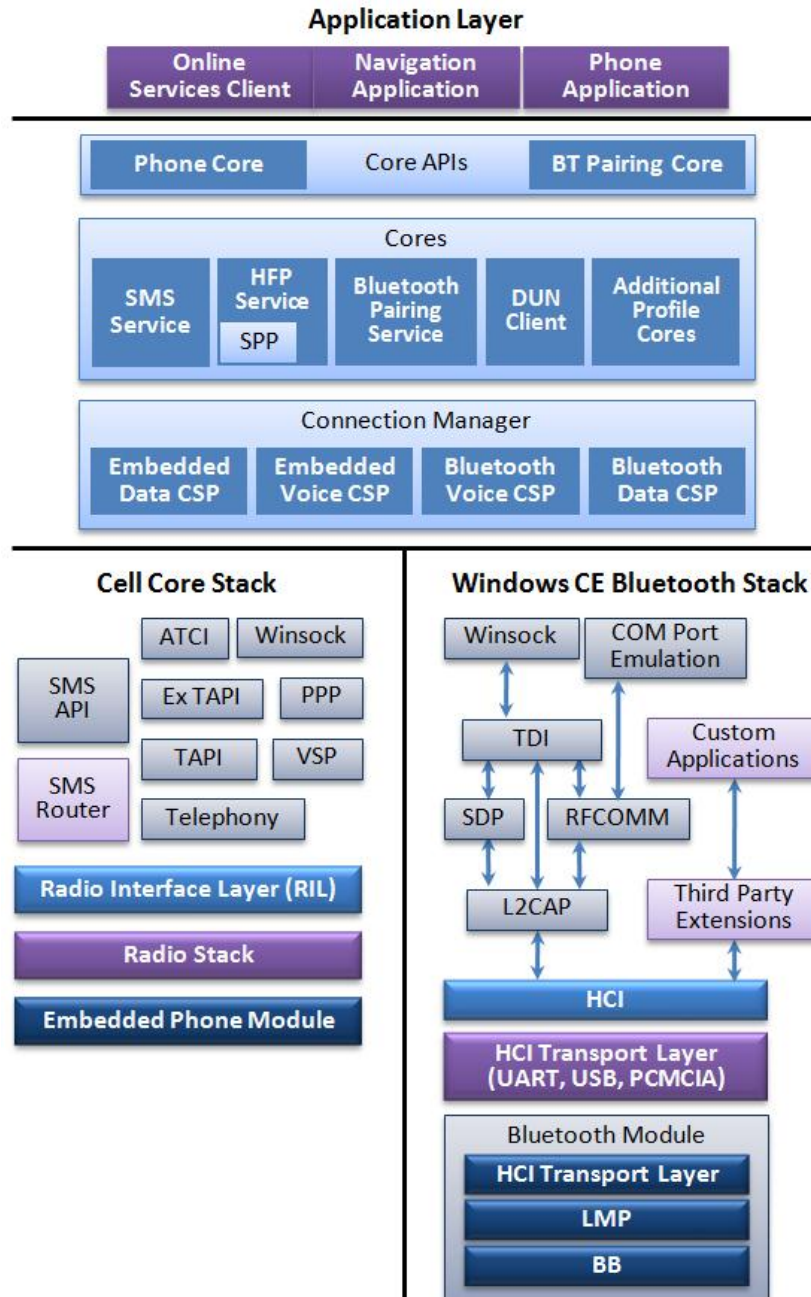 Application Layer
Online
Services Client
Navigation
Application
Phone
Application
Phone Core
Core APIs
BT Pairing Core
Cores
SMS
Service
HFP
Service
SPP
Bluetooth
Pairing
Service
DUN
Client
Additional
Profile
Cores
Connection Manager
Embedded
Data CSP
Embedded
Voice CSP
Bluetooth
Voice CSP
Bluetooth
Data CSP
Cell Core Stack
ATCI
Winsock
SMS
API
Ex TAPI
PPP
TAPI
VSP
SMS
Router
Telephony
Radio Interface Layer (RIL)
Radio Stack
Embedded Phone Module
Windows CE Bluetooth Stack
Winsock
COM Port
Emulation
TDI
Custom
Applications
SDP
RFCOMM
L2CAP
Third Party
Extensions
HCI
HCI Transport Layer
(UART, USB, PCMCIA)
Bluetooth Module
HCI Transport Layer
LMP
BB